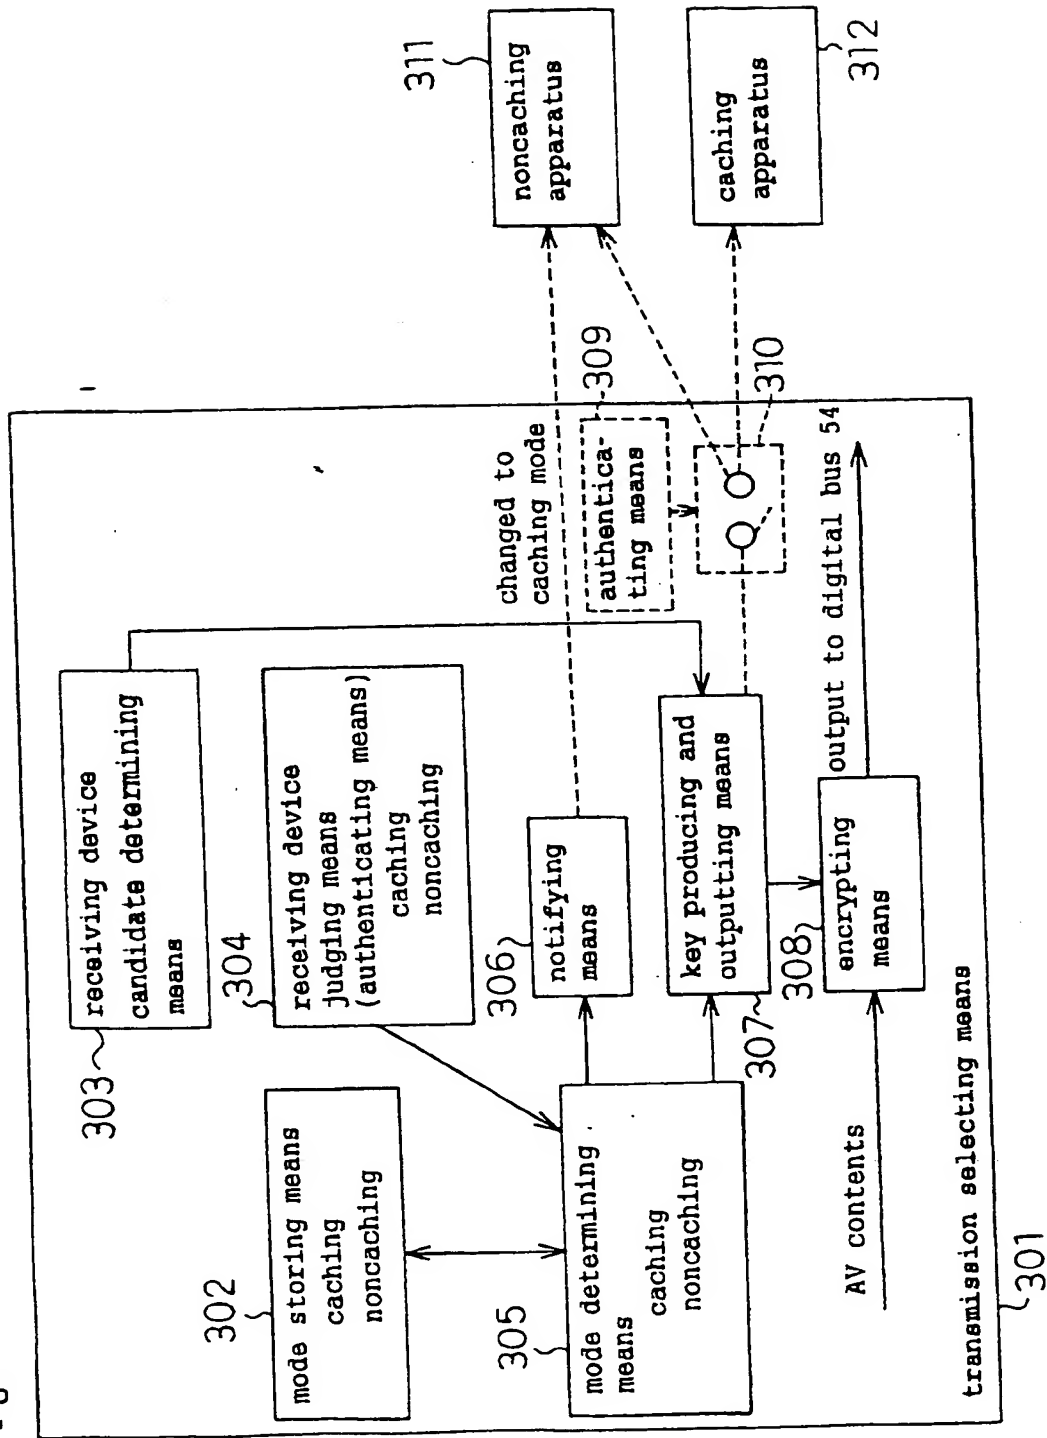 303
receiving device
candidate determining
means
304
receiving device
judging means
(authenticating means)
caching
noncaching
302
mode storing means
caching
noncaching
305
mode determining
means
caching
noncaching
306
notifying
means
changed to
caching mode
309
authentica-
ting means
310
307
key producing and
outputting means
308
encrypting
means
AV contents
output to digital bus 54
311
noncaching
apparatus
312
caching
apparatus
transmission selecting means
301